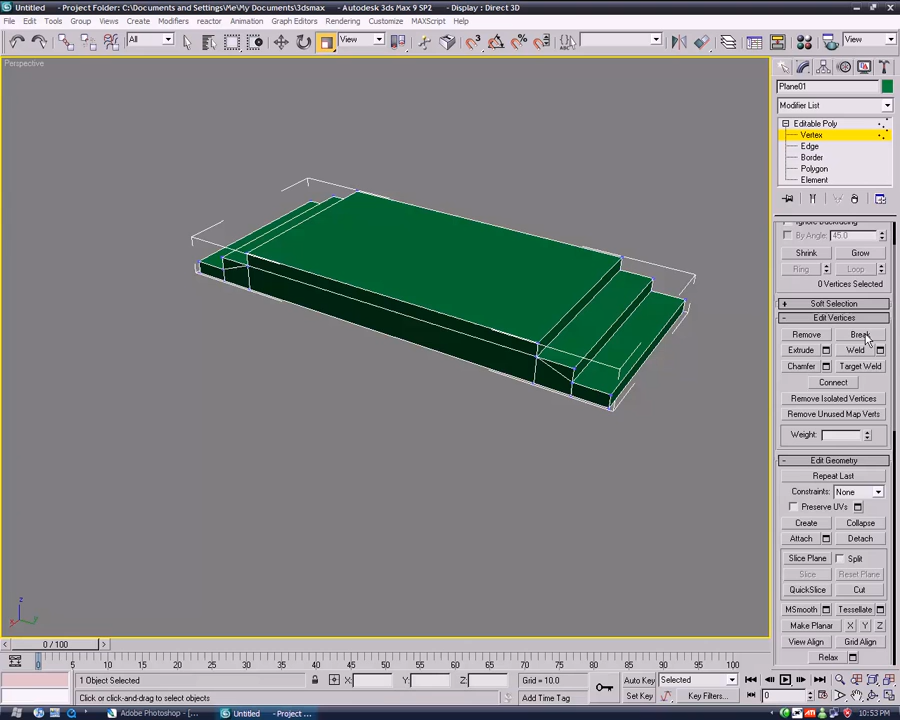 Untitled - Project Folder: C:\Documents and Settings\Me\My Documents\3dsmax - Autodesk 3ds Max 9 SP2 - Display : Direct 3D
File Edit Tools Group Views Create Modifiers reactor Animation Graph Editors Rendering Customize MAXScript Help
All View View
Perspective
Plane01
Modifier List
Editable Poly
Vertex
Edge
Border
Polygon
Element
Ignore Backfacing
By Angle: 45.0
Shrink Grow
Ring Loop
0 Vertices Selected
+ Soft Selection
- Edit Vertices
Remove Break
Extrude Weld
Chamfer Target Weld
Connect
Remove Isolated Vertices
Remove Unused Map Verts
Weight:
- Edit Geometry
Repeat Last
Constraints: None
Preserve UVs
Create Collapse
Attach Detach
Slice Plane Split
Slice Reset Plane
QuickSlice Cut
MSmooth Tessellate
Make Planar X Y Z
View Align Grid Align
Relax
z
x y
0 / 100
0 5 10 15 20 25 30 35 40 45 50 55 60 65 70 75 80 85 90 95 100
1 Object Selected X: Y: Z: Grid = 10.0 Auto Key Selected
Click or click-and-drag to select objects Add Time Tag Set Key Key Filters... 0
start Adobe Photoshop - [... Untitled - Project ... 10:53 PM